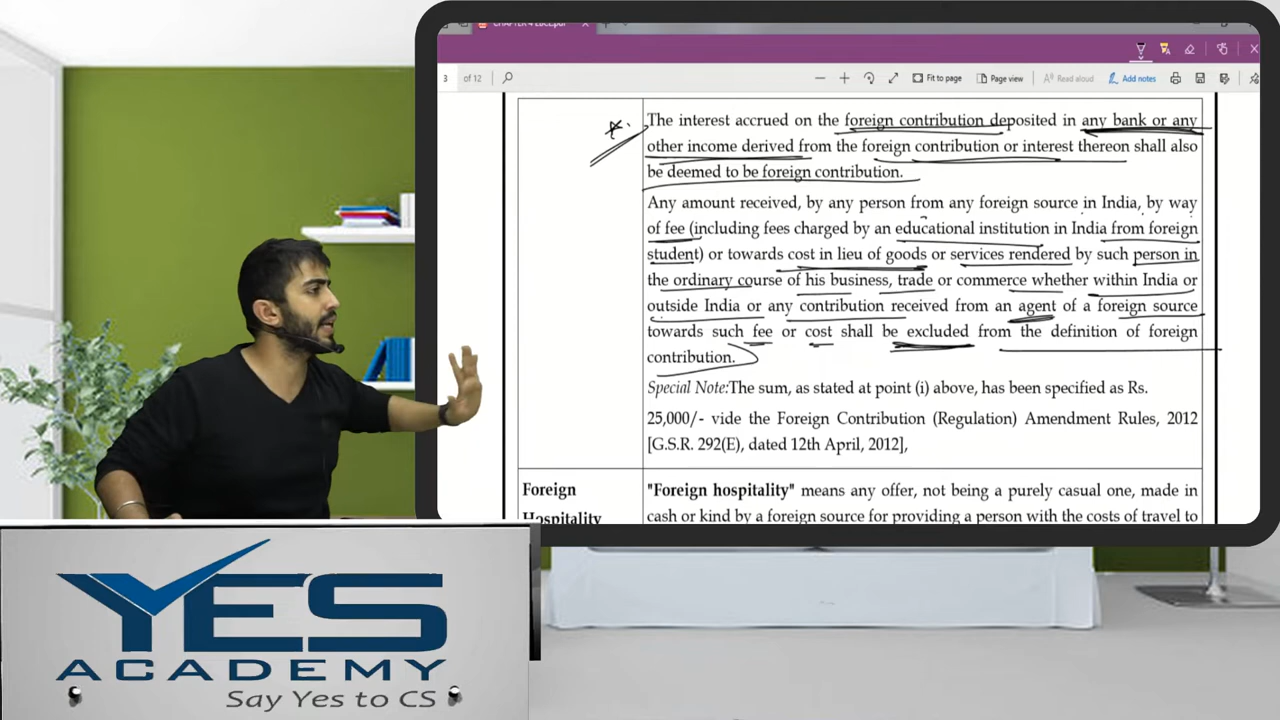 CHAPTER 4 EBCL.pdf
3 of 12
Fit to page
Page view
Read aloud
Add notes
The interest accrued on the foreign contribution deposited in any bank or any
other income derived from the foreign contribution or interest thereon shall also
be deemed to be foreign contribution.
Any amount received, by any person from any foreign source in India, by way
of fee (including fees charged by an educational institution in India from foreign
student) or towards cost in lieu of goods or services rendered by such person in
the ordinary course of his business, trade or commerce whether within India or
outside India or any contribution received from an agent of a foreign source
towards such fee or cost shall be excluded from the definition of foreign
contribution.
Special Note:The sum, as stated at point (i) above, has been specified as Rs.
25,000/- vide the Foreign Contribution (Regulation) Amendment Rules, 2012
[G.S.R. 292(E), dated 12th April, 2012],
Foreign
Hospitality
"Foreign hospitality" means any offer, not being a purely casual one, made in
cash or kind by a foreign source for providing a person with the costs of travel to
YES
ACADEMY
Say Yes to CS